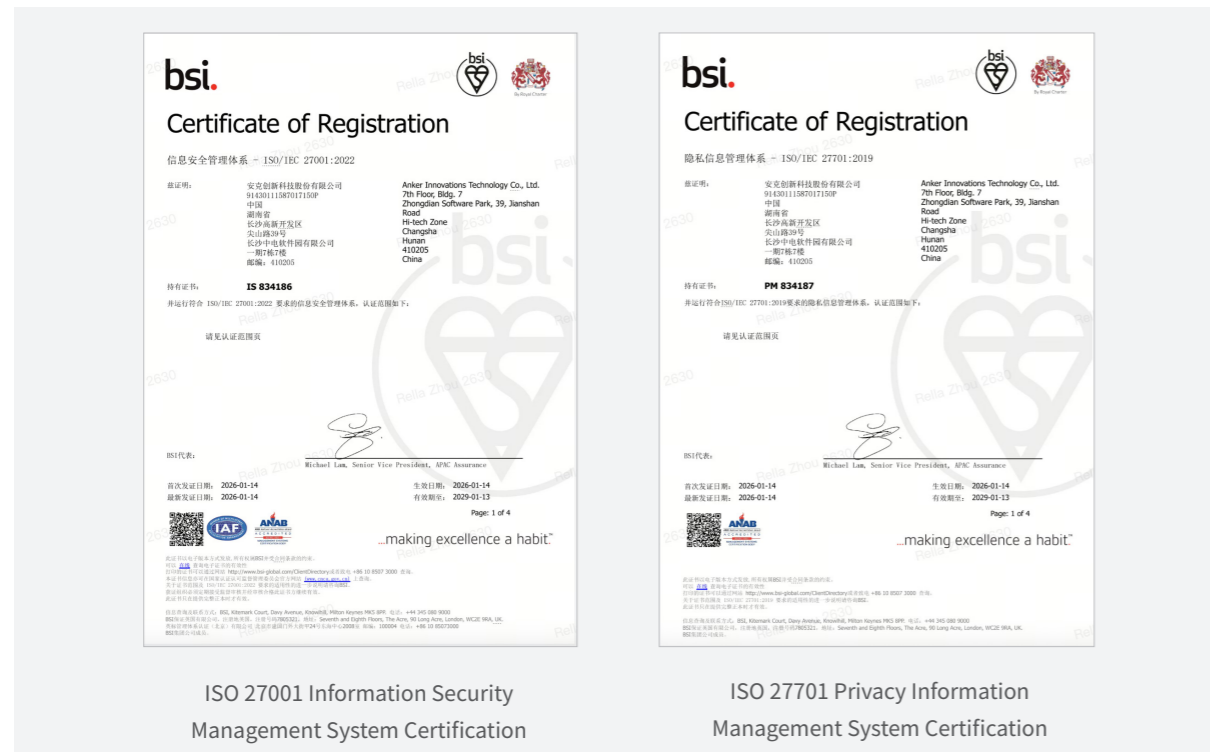 bsi.
bsi
By Royal Charter
Certificate of Registration
信息安全管理体系 - ISO/IEC 27001:2022
兹证明:
安克创新科技股份有限公司
91430111587017150P
中国
湖南省
长沙高新开发区
尖山路39号
长沙中电软件园有限公司
一期7栋7楼
邮编: 410205
Anker Innovations Technology Co., Ltd.
7th Floor, Bldg. 7
Zhongdian Software Park, 39, Jianshan
Road
Hi-tech Zone
Changsha
Hunan
410205
China
持有证书:
IS 834186
并运行符合 ISO/IEC 27001:2022 要求的信息安全管理体系，认证范围如下:
请见认证范围页
BSI代表:
Michael Lam, Senior Vice President, APAC Assurance
首次发证日期: 2026-01-14
生效日期: 2026-01-14
最新发证日期: 2026-01-14
有效期至: 2029-01-13
Page: 1 of 4
IAF
ANAB
ACCREDITED
...making excellence a habit.™
ISO 27001 Information Security
Management System Certification
bsi.
bsi
By Royal Charter
Certificate of Registration
隐私信息管理体系 - ISO/IEC 27701:2019
兹证明:
安克创新科技股份有限公司
91430111587017150P
中国
湖南省
长沙高新开发区
尖山路39号
长沙中电软件园有限公司
一期7栋7楼
邮编: 410205
Anker Innovations Technology Co., Ltd.
7th Floor, Bldg. 7
Zhongdian Software Park, 39, Jianshan
Road
Hi-tech Zone
Changsha
Hunan
410205
China
持有证书:
PM 834187
并运行符合ISO/IEC 27701:2019要求的隐私信息管理体系，认证范围如下:
请见认证范围页
BSI代表:
Michael Lam, Senior Vice President, APAC Assurance
首次发证日期: 2026-01-14
生效日期: 2026-01-14
最新发证日期: 2026-01-14
有效期至: 2029-01-13
Page: 1 of 4
ANAB
ACCREDITED
...making excellence a habit.™
ISO 27701 Privacy Information
Management System Certification